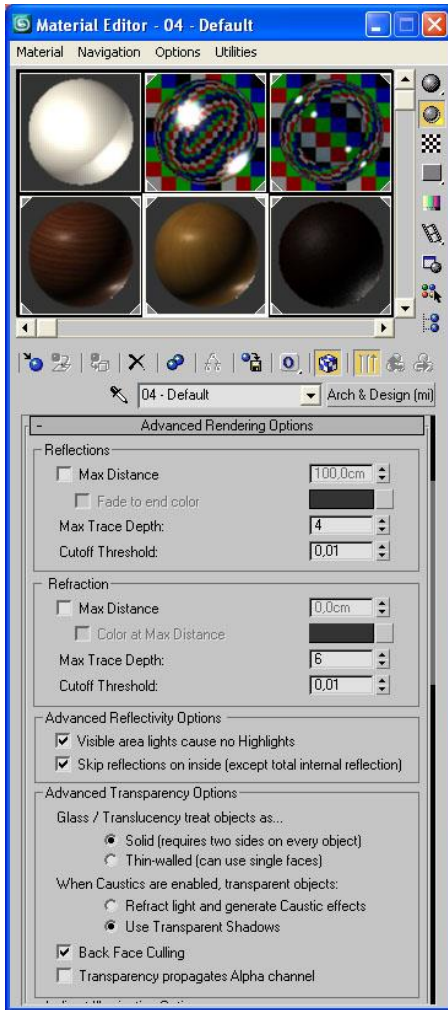 Material Editor - 04 - Default
Material Navigation Options Utilities
04 - Default Arch & Design (mi)
- Advanced Rendering Options
Reflections
Max Distance 100,0cm
Fade to end color
Max Trace Depth: 4
Cutoff Threshold: 0,01
Refraction
Max Distance 0,0cm
Color at Max Distance
Max Trace Depth: 6
Cutoff Threshold: 0,01
Advanced Reflectivity Options
Visible area lights cause no Highlights
Skip reflections on inside (except total internal reflection)
Advanced Transparency Options
Glass / Translucency treat objects as...
Solid (requires two sides on every object)
Thin-walled (can use single faces)
When Caustics are enabled, transparent objects:
Refract light and generate Caustic effects
Use Transparent Shadows
Back Face Culling
Transparency propagates Alpha channel